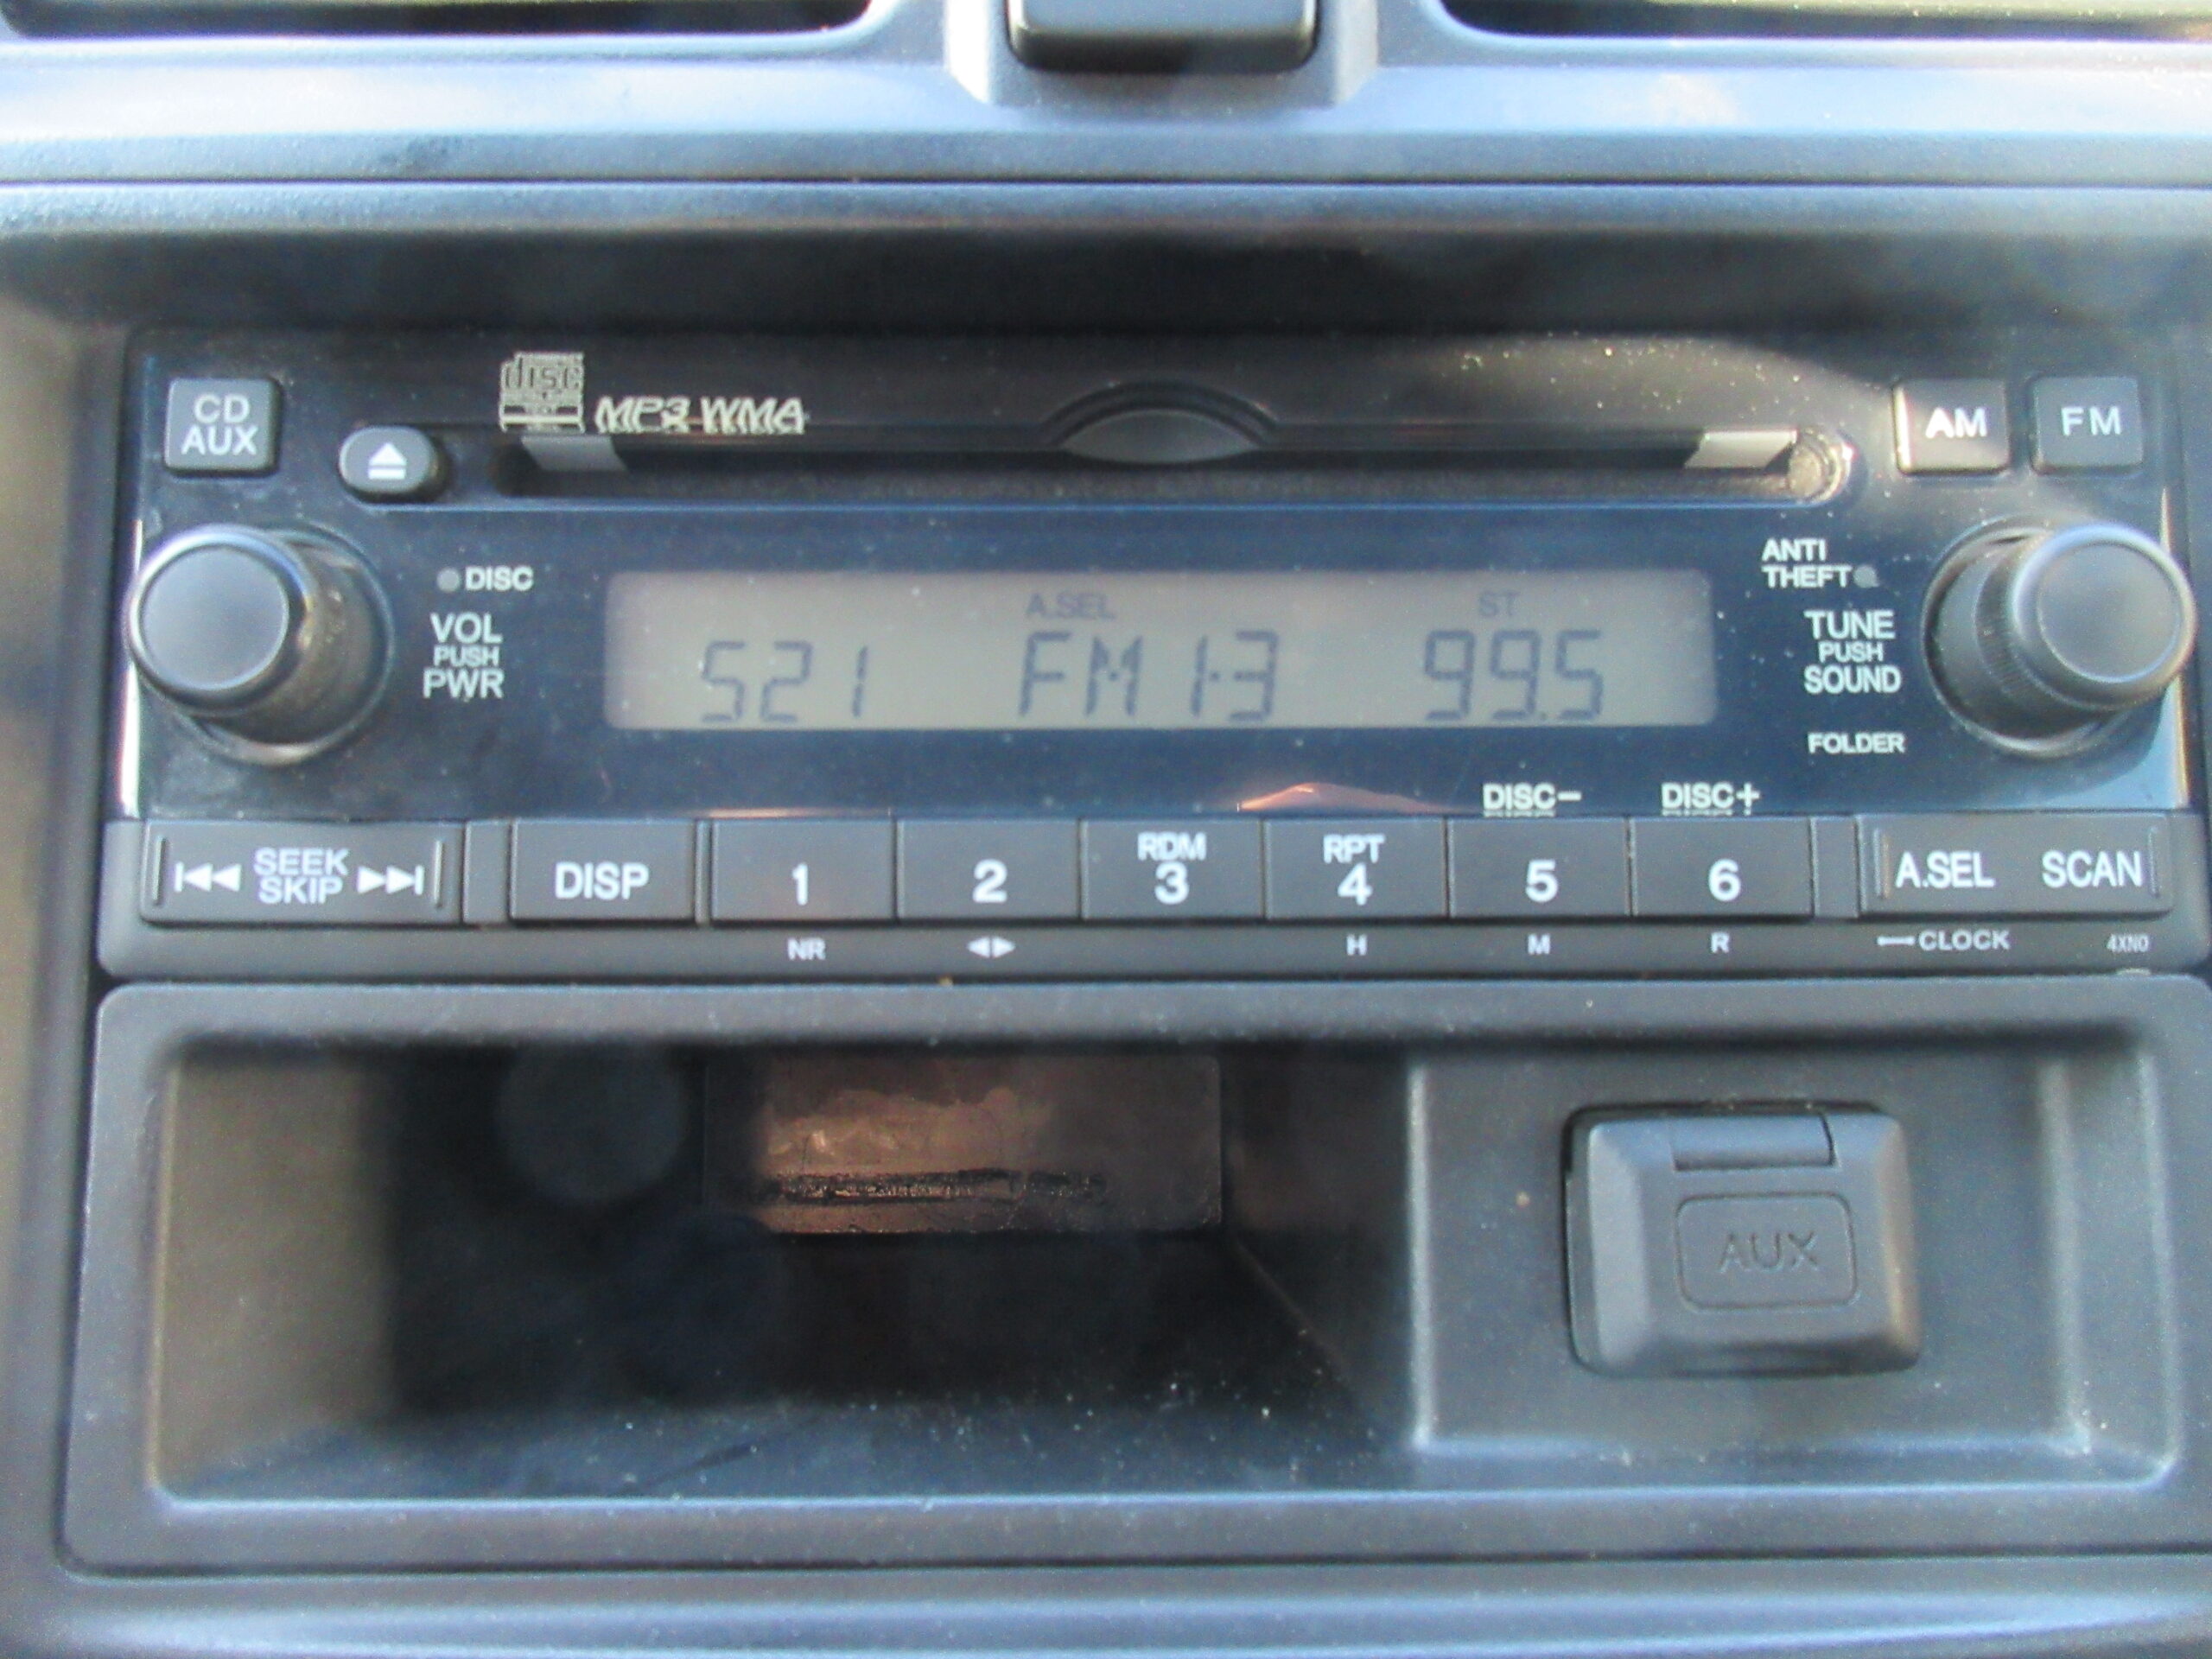 COMPACT
disc
TEXT
MP3 WMA
CD
AUX
AM
FM
DISC
VOL
PUSH
PWR
A.SEL
ST
521
FM1-3
99.5
ANTI
THEFT
TUNE
PUSH
SOUND
FOLDER
DISC-
DISC+
SEEK
SKIP
DISP
1
2
RDM
3
RPT
4
5
6
A.SEL
SCAN
NR
H
M
R
CLOCK
4XN0
AUX